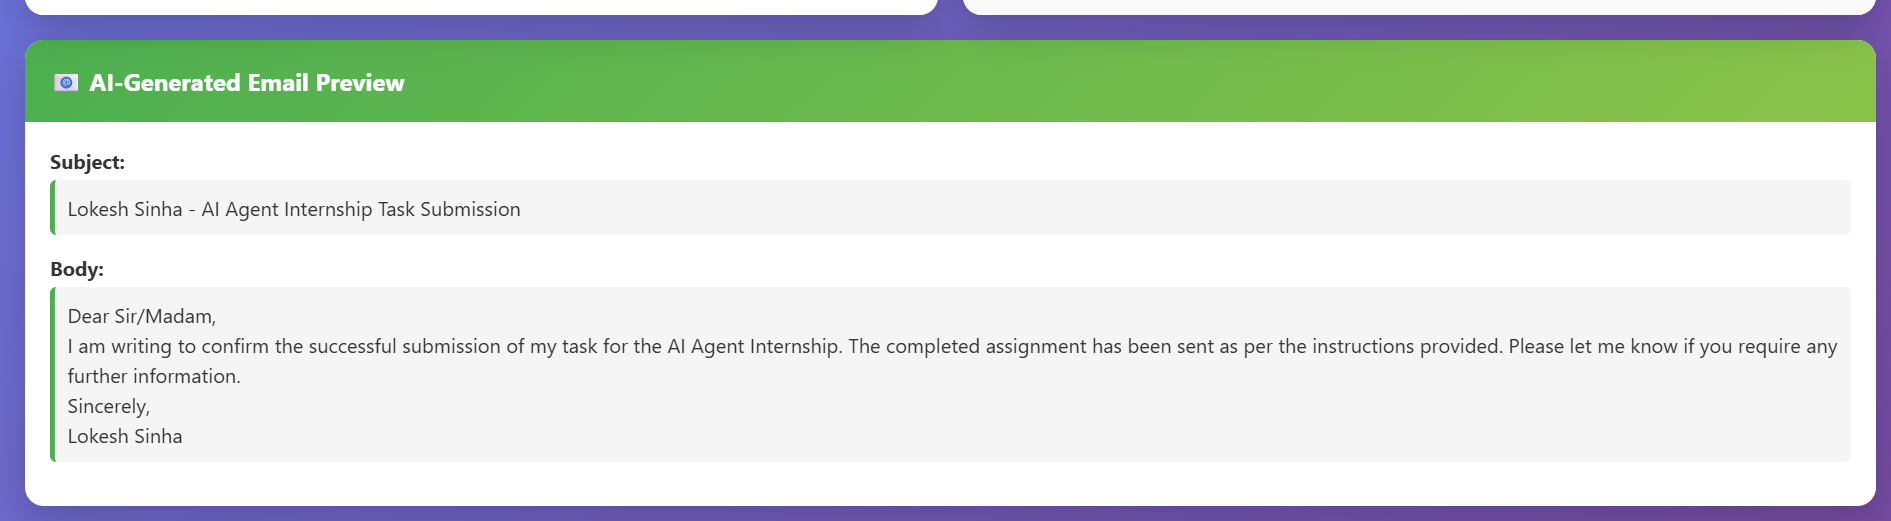 AI-Generated Email Preview
Subject:
Lokesh Sinha - AI Agent Internship Task Submission
Body:
Dear Sir/Madam,
I am writing to confirm the successful submission of my task for the AI Agent Internship. The completed assignment has been sent as per the instructions provided. Please let me know if you require any
further information.
Sincerely,
Lokesh Sinha